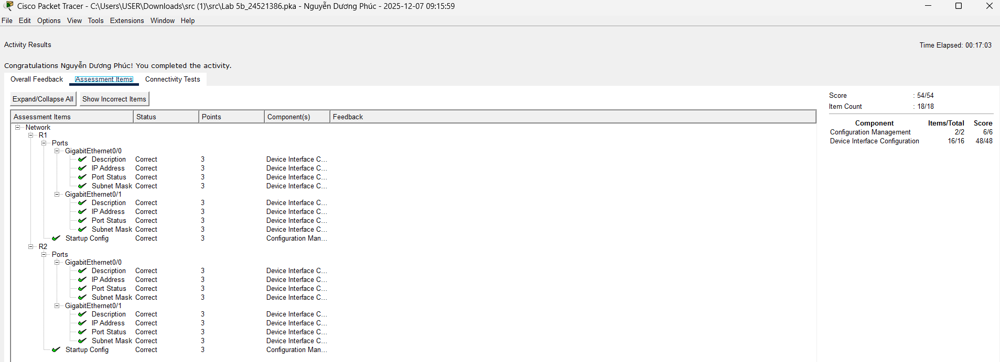 Cisco Packet Tracer - C:\Users\USER\Downloads\src (1)\src\Lab 5b_24521386.pka - Nguyễn Dương Phúc - 2025-12-07 09:15:59
File Edit Options View Tools Extensions Window Help
Activity Results
Time Elapsed: 00:17:03
Congratulations Nguyễn Dương Phúc! You completed the activity.
Overall Feedback Assessment Items Connectivity Tests
Expand/Collapse All Show Incorrect Items
Assessment Items Status Points Component(s) Feedback
Network
R1
Ports
GigabitEthernet0/0
Description Correct 3 Device Interface C...
IP Address Correct 3 Device Interface C...
Port Status Correct 3 Device Interface C...
Subnet Mask Correct 3 Device Interface C...
GigabitEthernet0/1
Description Correct 3 Device Interface C...
IP Address Correct 3 Device Interface C...
Port Status Correct 3 Device Interface C...
Subnet Mask Correct 3 Device Interface C...
Startup Config Correct 3 Configuration Man...
R2
Ports
GigabitEthernet0/0
Description Correct 3 Device Interface C...
IP Address Correct 3 Device Interface C...
Port Status Correct 3 Device Interface C...
Subnet Mask Correct 3 Device Interface C...
GigabitEthernet0/1
Description Correct 3 Device Interface C...
IP Address Correct 3 Device Interface C...
Port Status Correct 3 Device Interface C...
Subnet Mask Correct 3 Device Interface C...
Startup Config Correct 3 Configuration Man...
Score : 54/54
Item Count : 18/18
Component Items/Total Score
Configuration Management 2/2 6/6
Device Interface Configuration 16/16 48/48